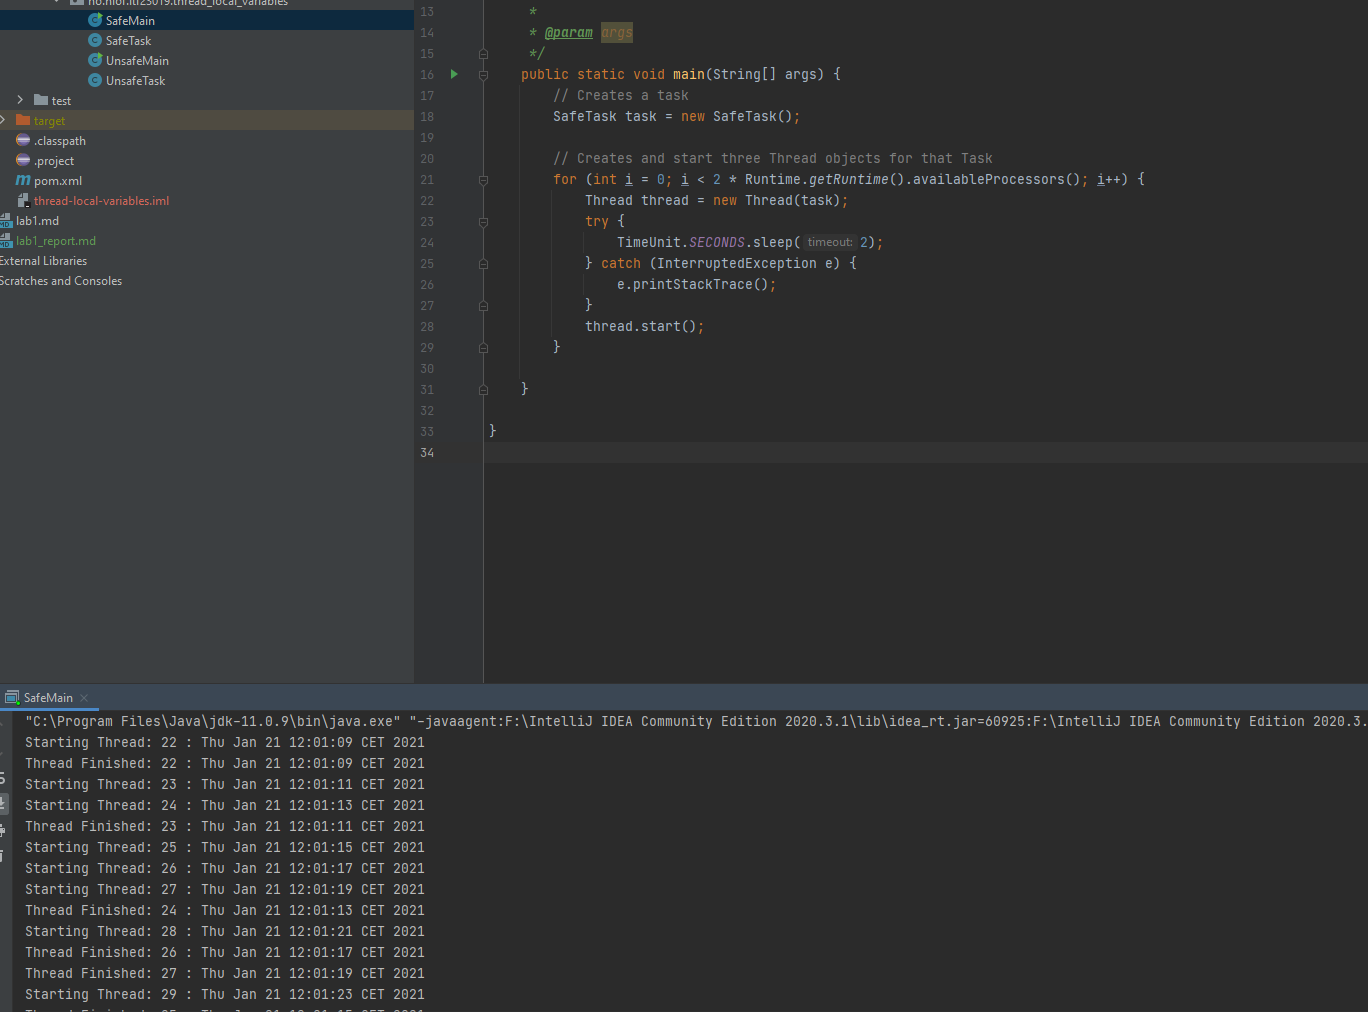 no.hiof.itf23019.thread_local_variables
SafeMain
SafeTask
UnsafeMain
UnsafeTask
test
target
.classpath
.project
pom.xml
thread-local-variables.iml
lab1.md
lab1_report.md
External Libraries
Scratches and Consoles
13 *
14 * @param args
15 */
16 public static void main(String[] args) {
17 // Creates a task
18 SafeTask task = new SafeTask();
19
20 // Creates and start three Thread objects for that Task
21 for (int i = 0; i < 2 * Runtime.getRuntime().availableProcessors(); i++) {
22 Thread thread = new Thread(task);
23 try {
24 TimeUnit.SECONDS.sleep( timeout: 2);
25 } catch (InterruptedException e) {
26 e.printStackTrace();
27 }
28 thread.start();
29 }
30
31 }
32
33 }
34
SafeMain
"C:\Program Files\Java\jdk-11.0.9\bin\java.exe" "-javaagent:F:\IntelliJ IDEA Community Edition 2020.3.1\lib\idea_rt.jar=60925:F:\IntelliJ IDEA Community Edition 2020.3.
Starting Thread: 22 : Thu Jan 21 12:01:09 CET 2021
Thread Finished: 22 : Thu Jan 21 12:01:09 CET 2021
Starting Thread: 23 : Thu Jan 21 12:01:11 CET 2021
Starting Thread: 24 : Thu Jan 21 12:01:13 CET 2021
Thread Finished: 23 : Thu Jan 21 12:01:11 CET 2021
Starting Thread: 25 : Thu Jan 21 12:01:15 CET 2021
Starting Thread: 26 : Thu Jan 21 12:01:17 CET 2021
Starting Thread: 27 : Thu Jan 21 12:01:19 CET 2021
Thread Finished: 24 : Thu Jan 21 12:01:13 CET 2021
Starting Thread: 28 : Thu Jan 21 12:01:21 CET 2021
Thread Finished: 26 : Thu Jan 21 12:01:17 CET 2021
Thread Finished: 27 : Thu Jan 21 12:01:19 CET 2021
Starting Thread: 29 : Thu Jan 21 12:01:23 CET 2021
Thread Finished: 25 : Thu Jan 21 12:01:15 CET 2021